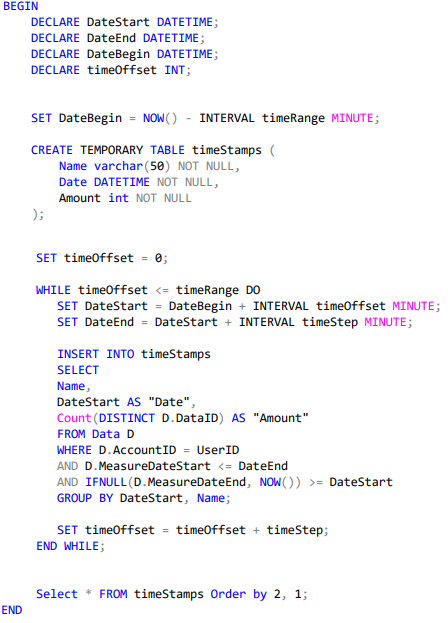 BEGIN
DECLARE DateStart DATETIME;
DECLARE DateEnd DATETIME;
DECLARE DateBegin DATETIME;
DECLARE timeOffset INT;
SET DateBegin = NOW() - INTERVAL timeRange MINUTE;
CREATE TEMPORARY TABLE timeStamps (
Name varchar(50) NOT NULL,
Date DATETIME NOT NULL,
Amount int NOT NULL
);
SET timeOffset = 0;
WHILE timeOffset <= timeRange DO
SET DateStart = DateBegin + INTERVAL timeOffset MINUTE;
SET DateEnd = DateStart + INTERVAL timeStep MINUTE;
INSERT INTO timeStamps
SELECT
Name,
DateStart AS "Date",
Count(DISTINCT D.DataID) AS "Amount"
FROM Data D
WHERE D.AccountID = UserID
AND D.MeasureDateStart <= DateEnd
AND IFNULL(D.MeasureDateEnd, NOW()) >= DateStart
GROUP BY DateStart, Name;
SET timeOffset = timeOffset + timeStep;
END WHILE;
Select * FROM timeStamps Order by 2, 1;
END